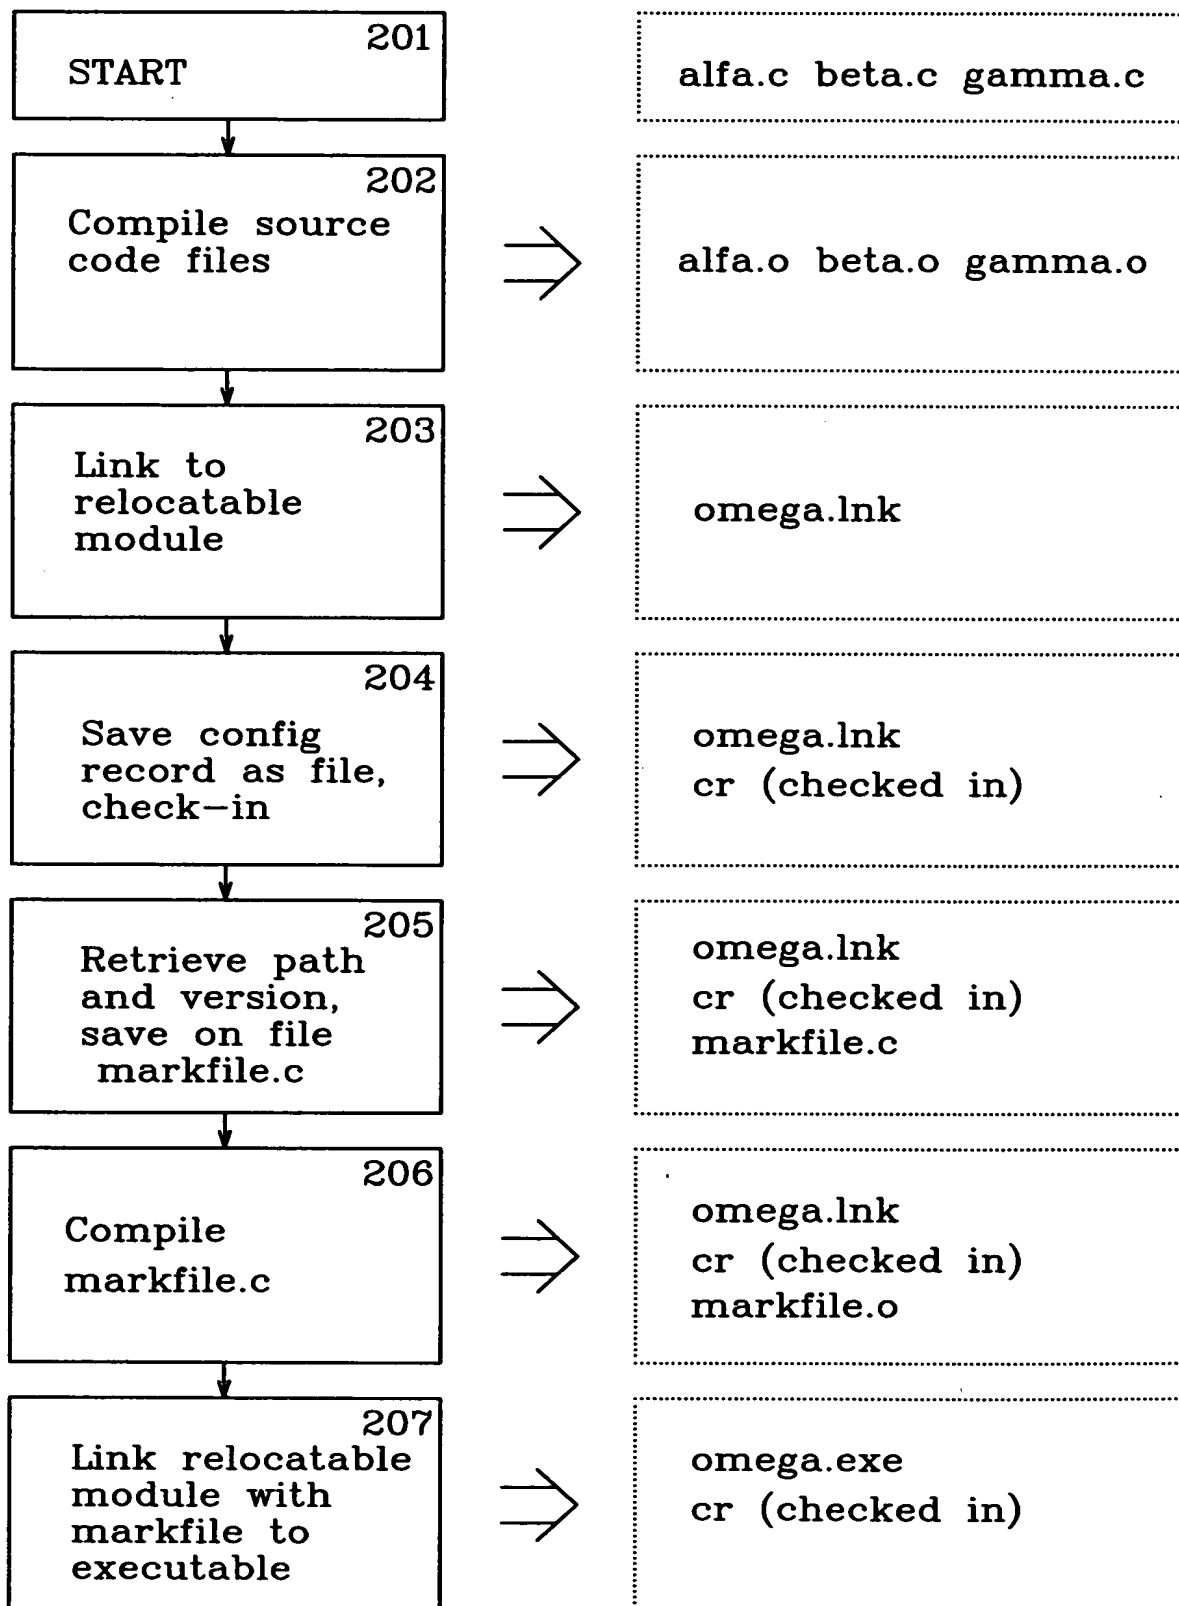 201
START
alfa.c beta.c gamma.c
202
Compile source
code files
alfa.o beta.o gamma.o
203
Link to
relocatable
module
omega.lnk
204
Save config
record as file,
check-in
omega.lnk
cr (checked in)
205
Retrieve path
and version,
save on file
markfile.c
omega.lnk
cr (checked in)
markfile.c
206
Compile
markfile.c
omega.lnk
cr (checked in)
markfile.o
207
Link relocatable
module with
markfile to
executable
omega.exe
cr (checked in)